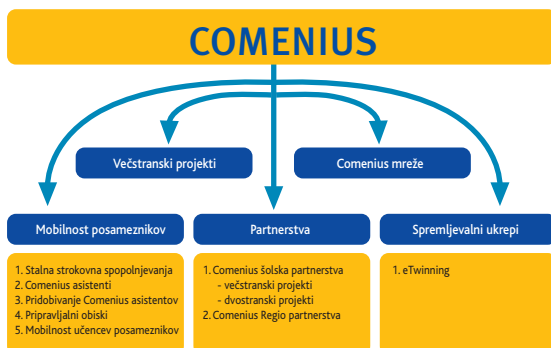 COMENIUS
Večstranski projekti
Comenius mreže
Mobilnost posameznikov
Partnerstva
Spremljevalni ukrepi
1. Stalna strokovna spopolnjevanja
2. Comenius asistenti
3. Pridobivanje Comenius asistentov
4. Pripravljalni obiski
5. Mobilnost učencev posameznikov
1. Comenius šolska partnerstva
- večstranski projekti
- dvostranski projekti
2. Comenius Regio partnerstva
1. eTwinning